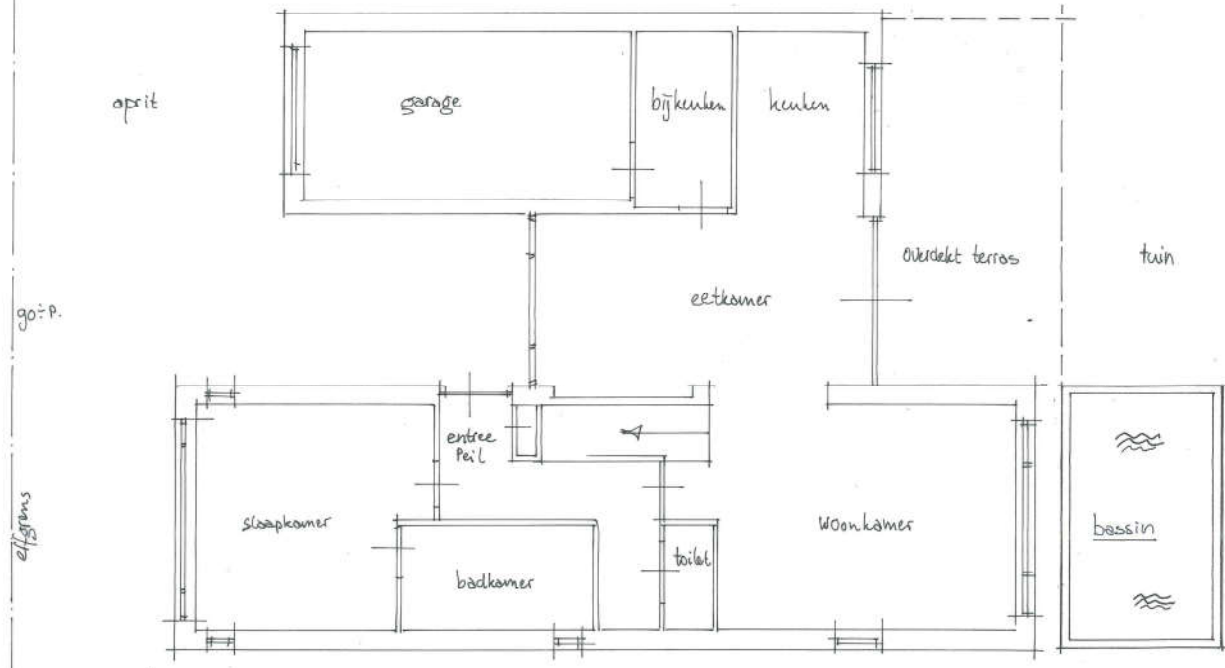 oprit
garage
bijkeuken
keuken
overdekt terras
tuin
eetkamer
go÷P.
entree
Peil
slaapkamer
woonkamer
toilet
badkamer
bassin
erfgrens